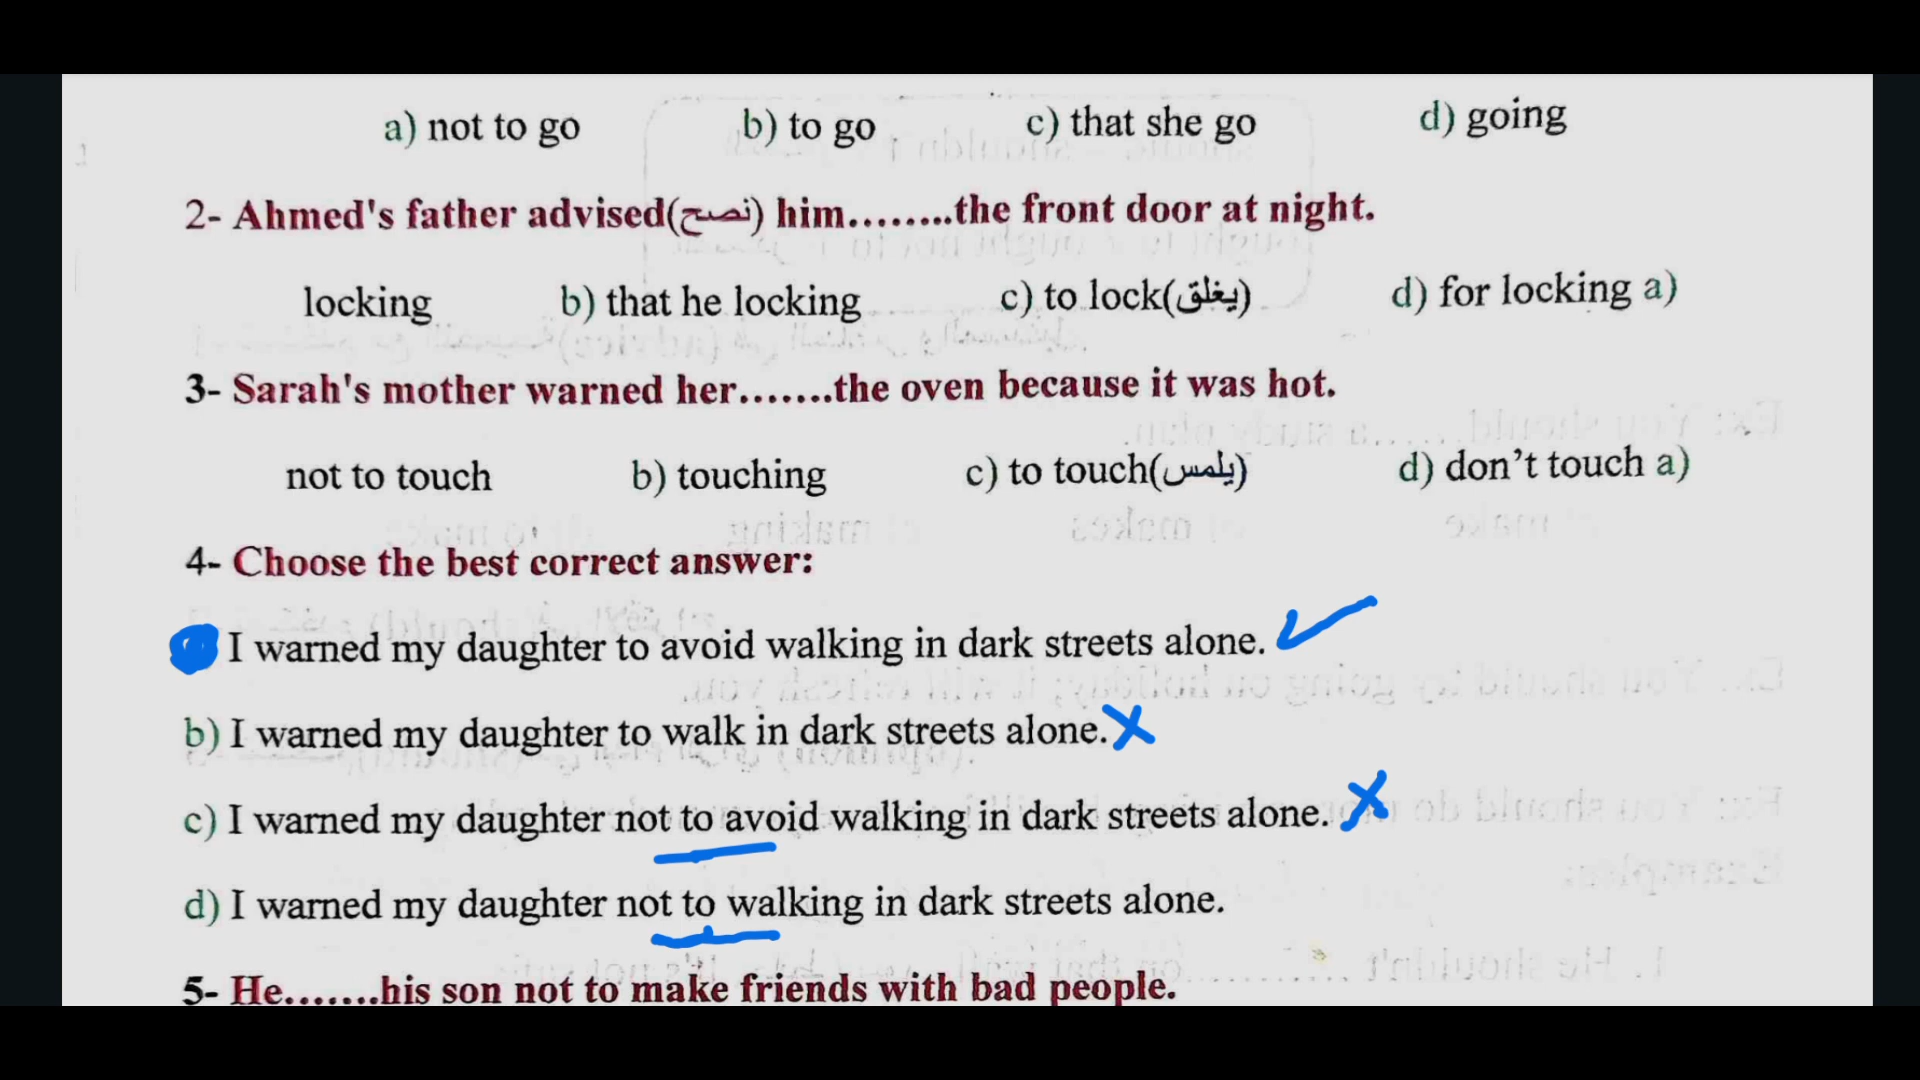 a) not to go b) to go c) that she go d) going
2- Ahmed's father advised(نصح) him........the front door at night.
locking b) that he locking c) to lock(يغلق) d) for locking a)
3- Sarah's mother warned her.......the oven because it was hot.
not to touch b) touching c) to touch(يلمس) d) don't touch a)
4- Choose the best correct answer:
I warned my daughter to avoid walking in dark streets alone.
b) I warned my daughter to walk in dark streets alone.
c) I warned my daughter not to avoid walking in dark streets alone.
d) I warned my daughter not to walking in dark streets alone.
5- He.......his son not to make friends with bad people.